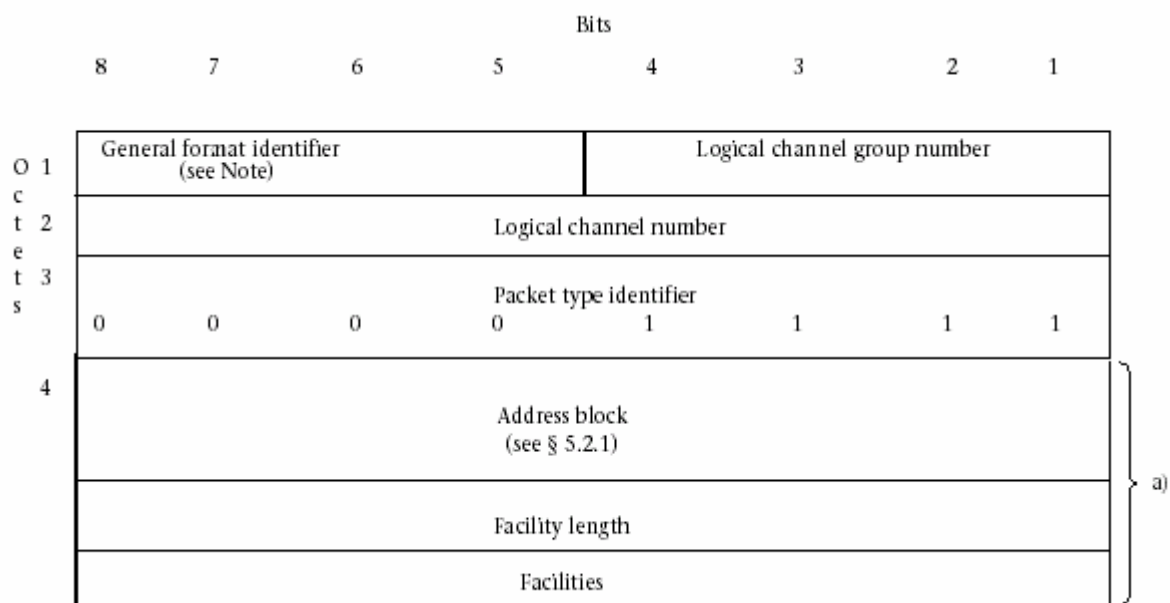 Bits
8 7 6 5 4 3 2 1
Octets
1 General format identifier Logical channel group number
(see Note)
2 Logical channel number
3
Packet type identifier
0 0 0 0 1 1 1 1
4
Address block
(see § 5.2.1)
a)
Facility length
Facilities